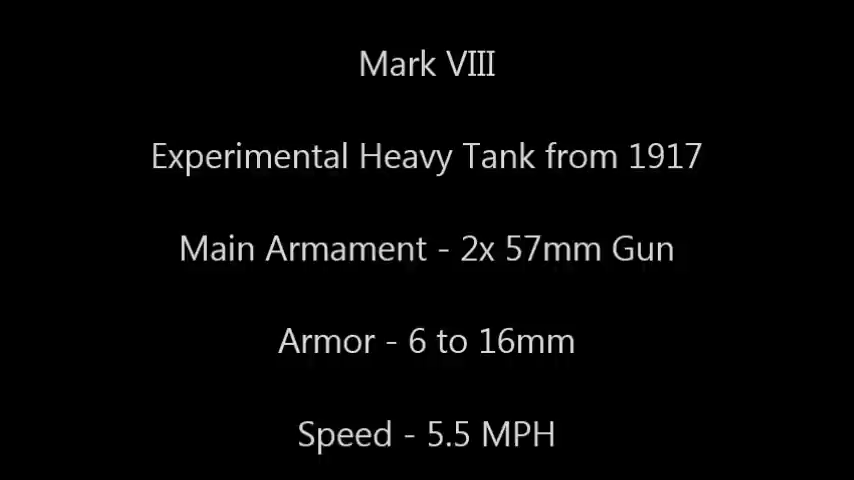 Mark VIII
Experimental Heavy Tank from 1917
Main Armament - 2x 57mm Gun
Armor - 6 to 16mm
Speed - 5.5 MPH